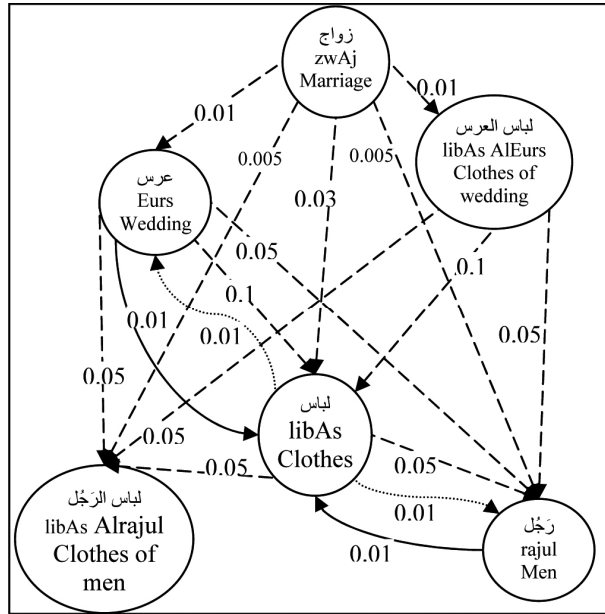 زواج
zwAj
Marriage
0.01
0.01
لباس العرس
libAs AlEurs
Clothes of
wedding
عرس
Eurs
Wedding
0.005
0.005
0.03
0.05
0.1
0.1
0.01
0.01
0.05
0.05
لباس
libAs
Clothes
0.05
0.05
0.05
0.01
0.01
لباس الرَجُل
libAs Alrajul
Clothes of
men
رَجُل
rajul
Men